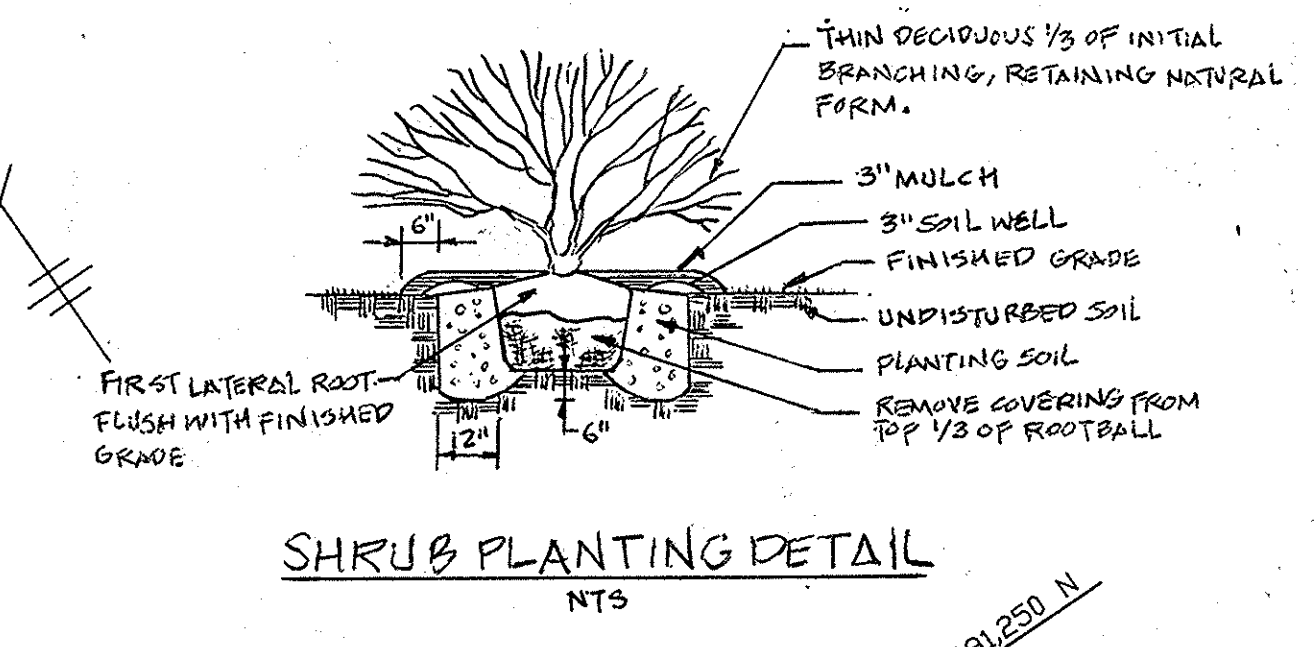 THIN DECIDUOUS 1/3 OF INITIAL
BRANCHING, RETAINING NATURAL
FORM.
3" MULCH
3" SOIL WELL
FINISHED GRADE
UNDISTURBED SOIL
PLANTING SOIL
REMOVE COVERING FROM
TOP 1/3 OF ROOTBALL
6"
FIRST LATERAL ROOT
FLUSH WITH FINISHED
GRADE
12"
6"
SHRUB PLANTING DETAIL
NTS
91,250 N